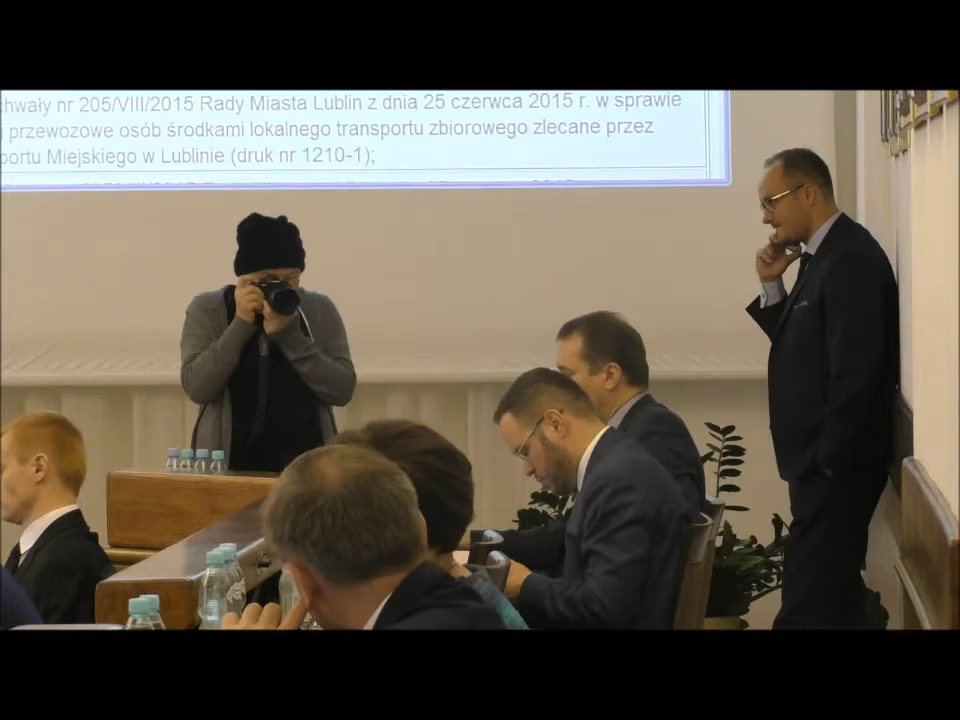 chwały nr 205/VIII/2015 Rady Miasta Lublin z dnia 25 czerwca 2015 r. w sprawie
i przewozowe osób środkami lokalnego transportu zbiorowego zlecane przez
portu Miejskiego w Lublinie (druk nr 1210-1);